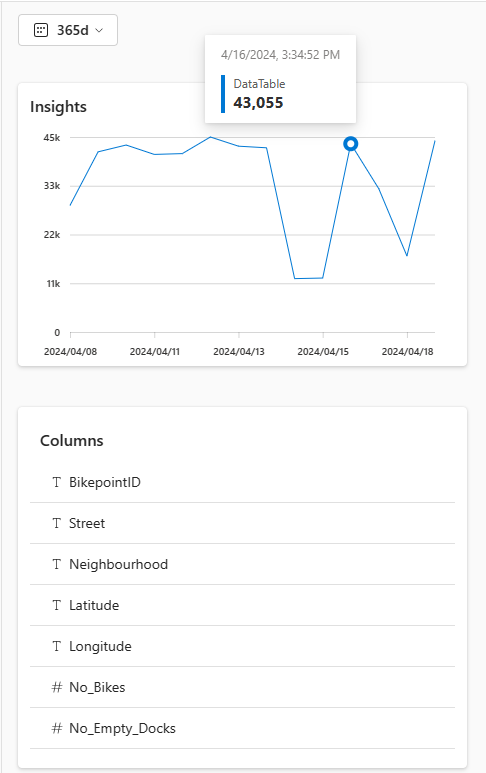 365d
4/16/2024, 3:34:52 PM
DataTable
43,055
Insights
45k
33k
22k
11k
0
2024/04/08 2024/04/11 2024/04/13 2024/04/15 2024/04/18
Columns
T BikepointID
T Street
T Neighbourhood
T Latitude
T Longitude
# No_Bikes
# No_Empty_Docks